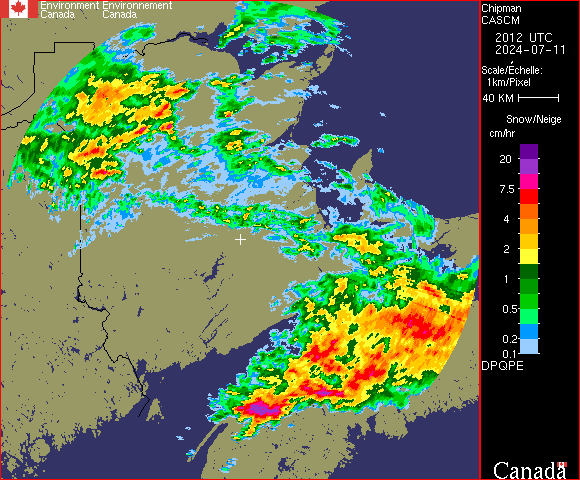 Environment Environnement
Canada Canada
Chipman
CASCM
2012 UTC
2024-07-11
Scale/Échelle:
1km/Pixel
40 KM
Snow/Neige
cm/hr
20
7.5
4
2
1
0.5
0.2
0.1
DPQPE
Canada